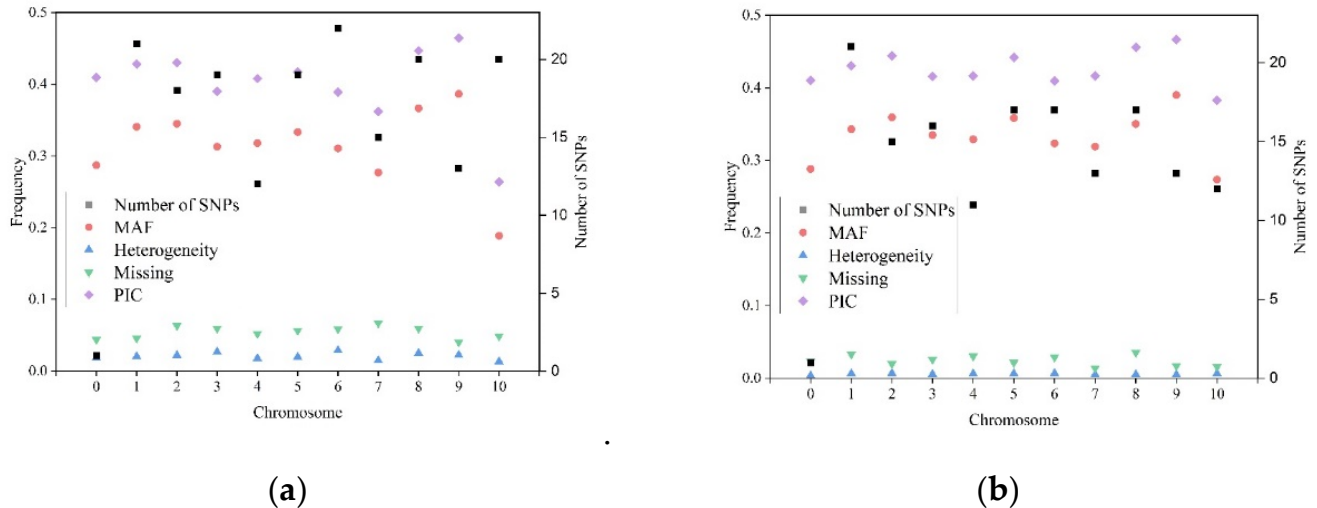 0.5
0.4
0.3
0.2
0.1
0.0
Frequency
Number of SNPs
MAF
Heterogeneity
Missing
PIC
20
15
10
5
0
Number of SNPs
0 1 2 3 4 5 6 7 8 9 10
Chromosome
.
(a)
0.5
0.4
0.3
0.2
0.1
0.0
Frequency
Number of SNPs
MAF
Heterogeneity
Missing
PIC
20
15
10
5
0
Number of SNPs
0 1 2 3 4 5 6 7 8 9 10
Chromosome
(b)